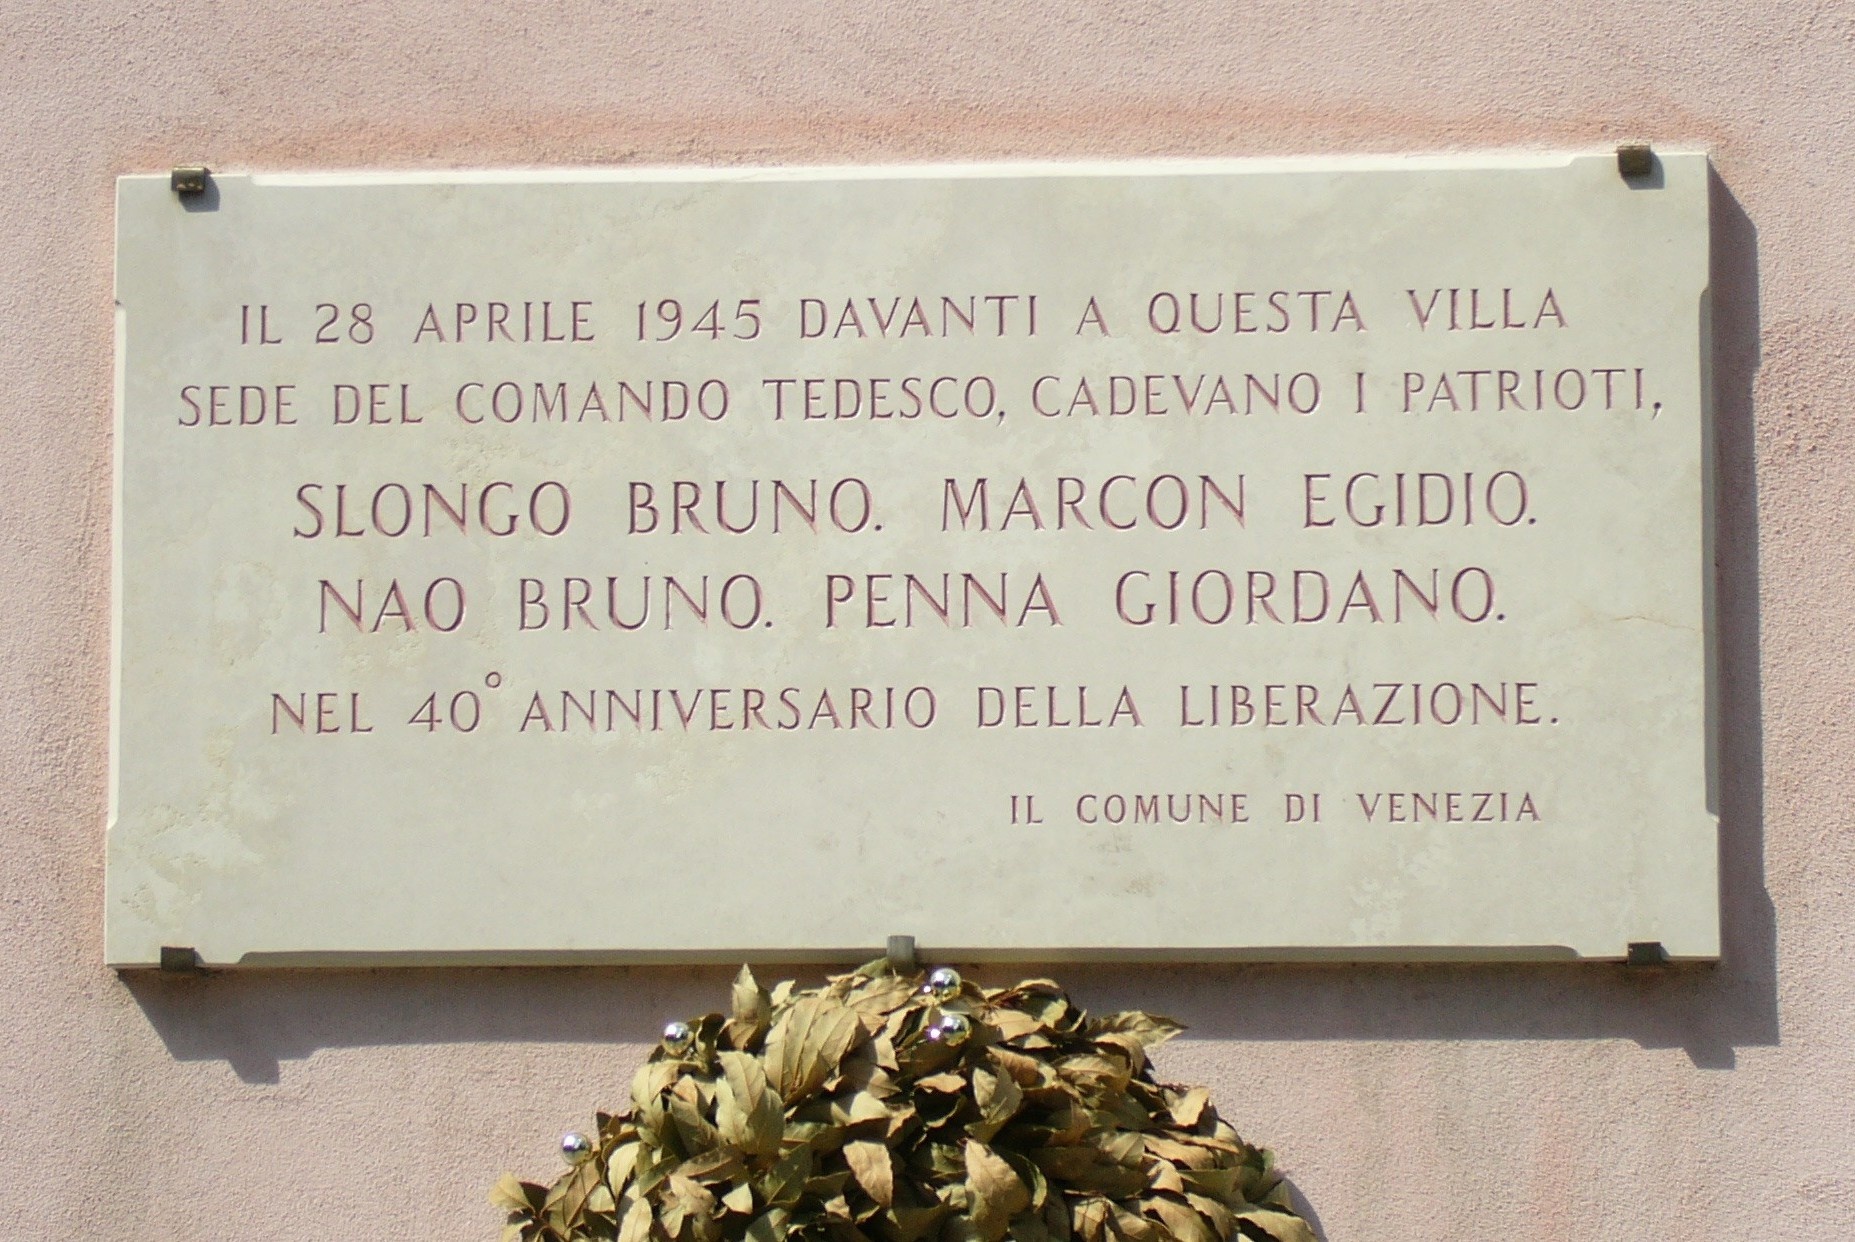 IL 28 APRILE 1945 DAVANTI A QUESTA VILLA
SEDE DEL COMANDO TEDESCO, CADEVANO I PATRIOTI,
SLONGO BRUNO. MARCON EGIDIO.
NAO BRUNO. PENNA GIORDANO.
NEL 40° ANNIVERSARIO DELLA LIBERAZIONE.
IL COMUNE DI VENEZIA